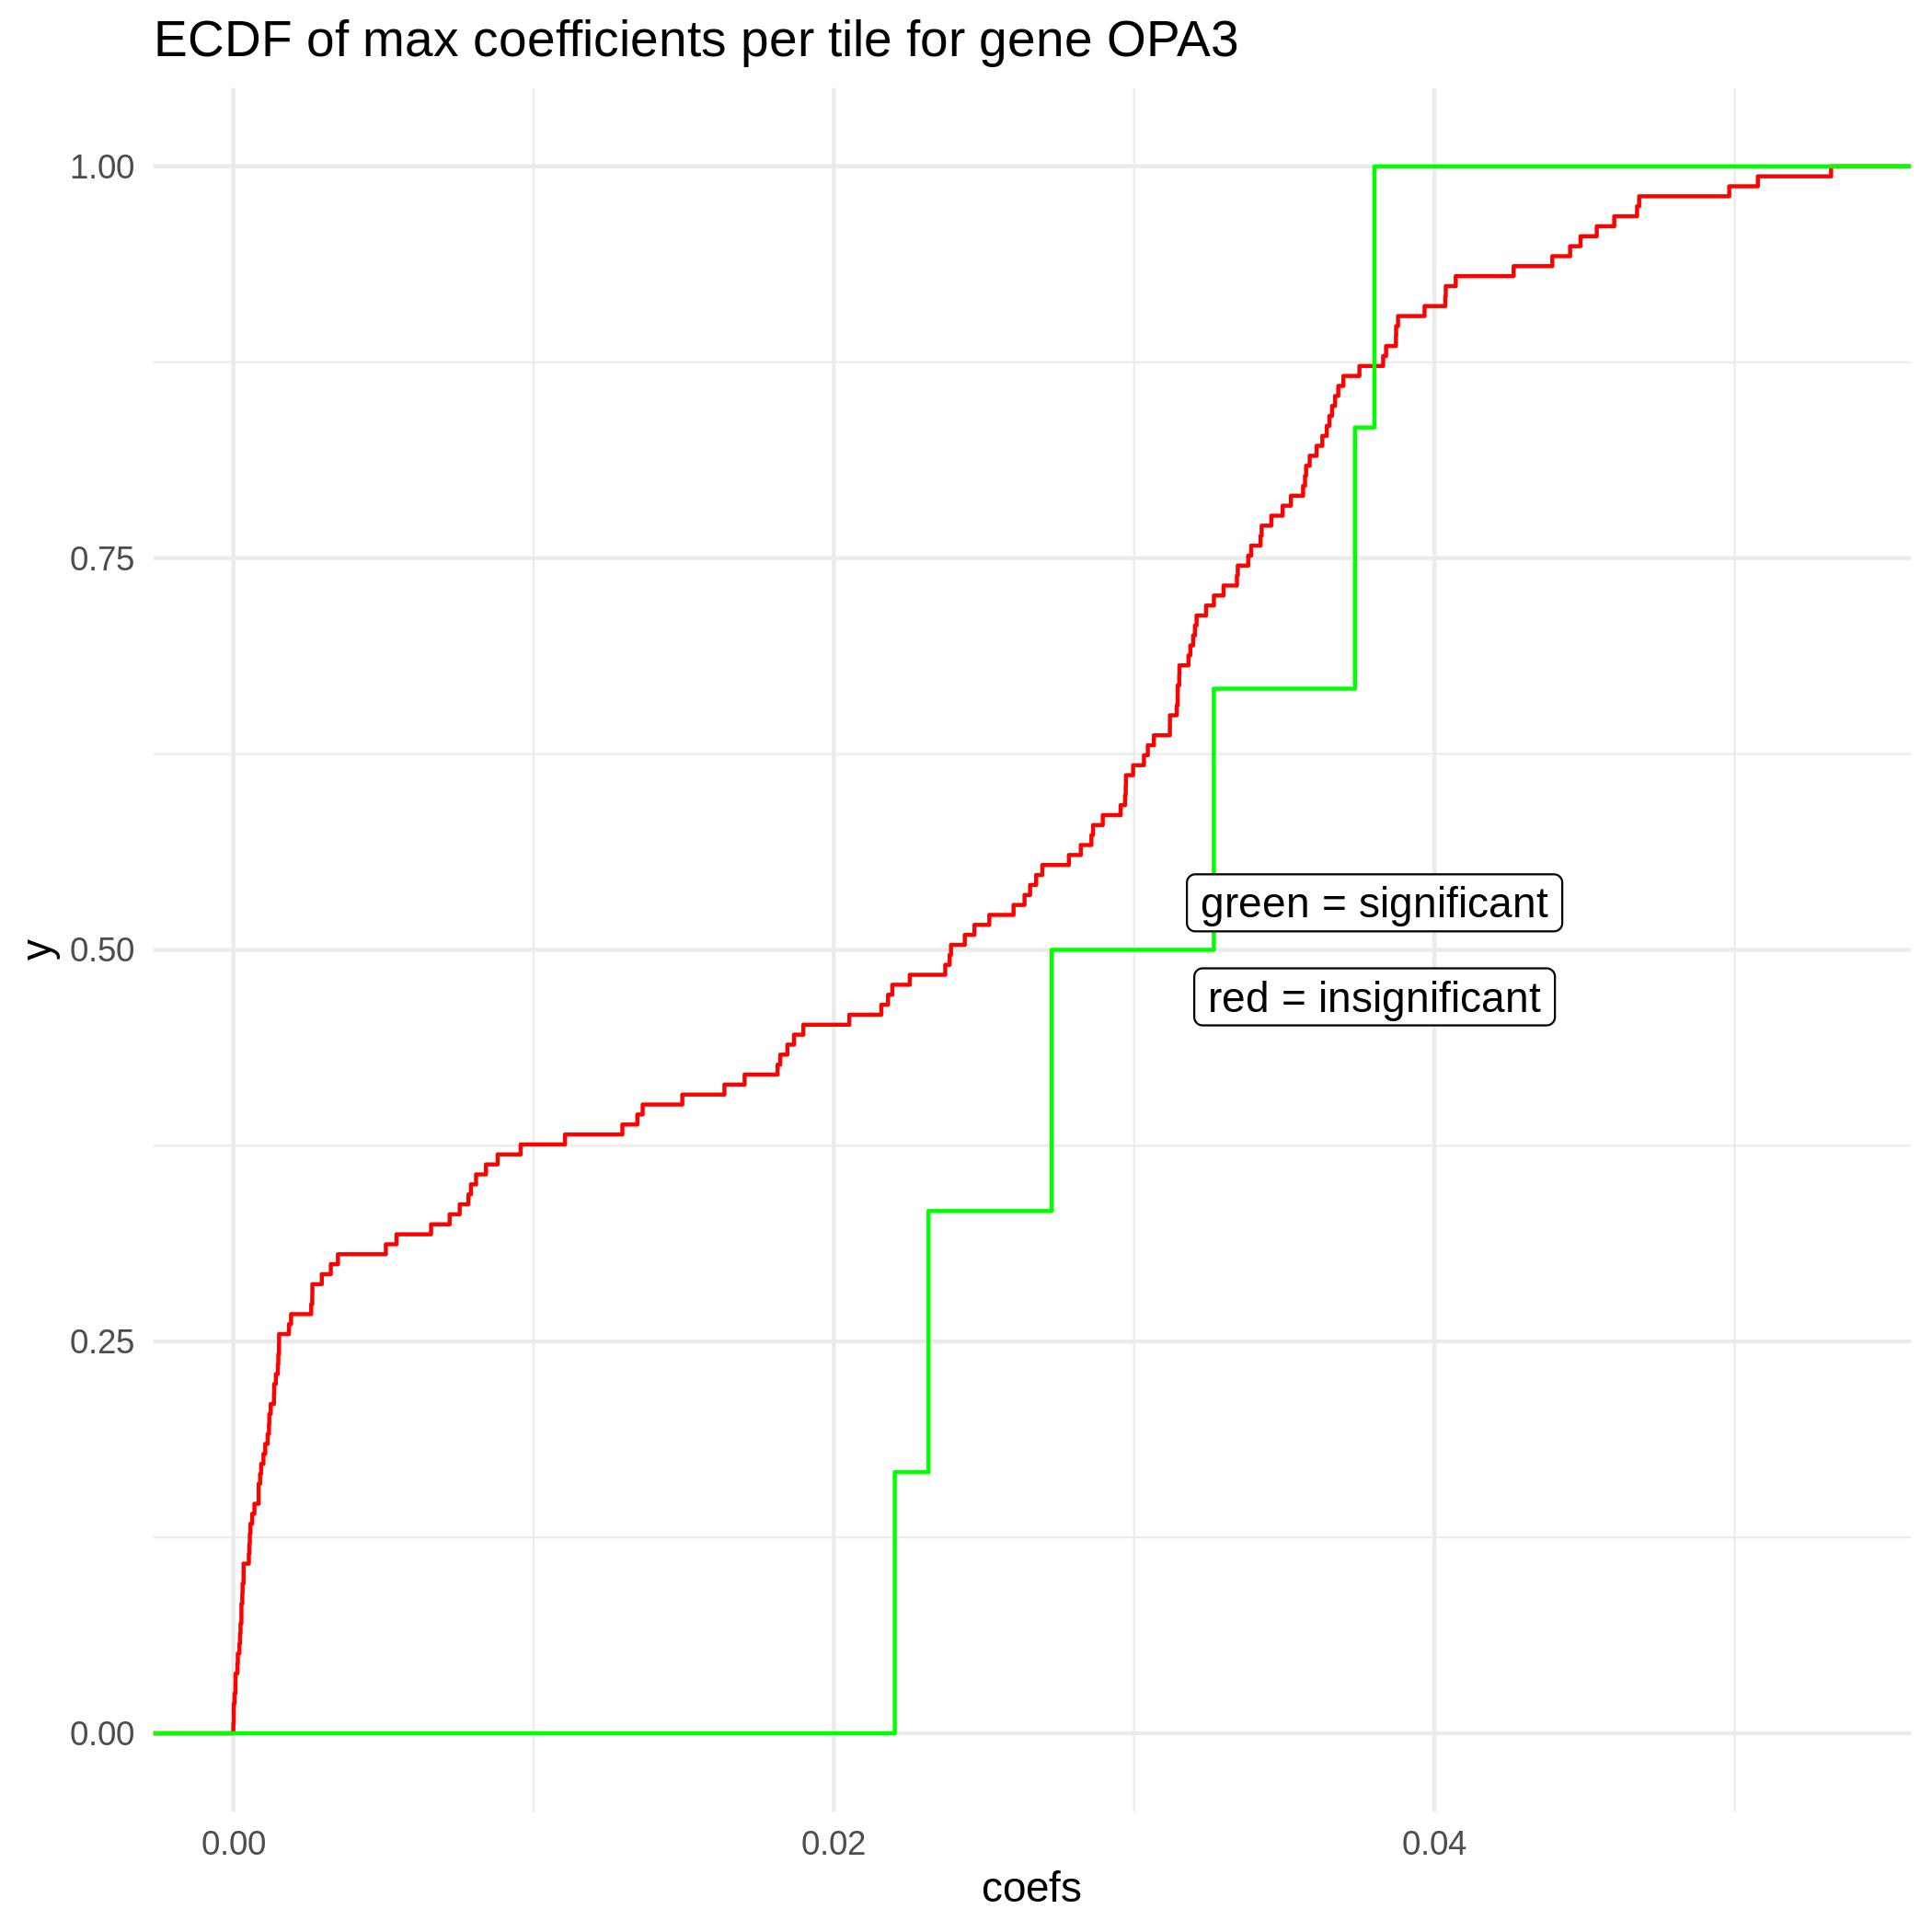 ECDF of max coefficients per tile for gene OPA3
1.00
0.75
0.50
0.25
0.00
y
green = significant
red = insignificant
0.00 0.02 0.04
coefs